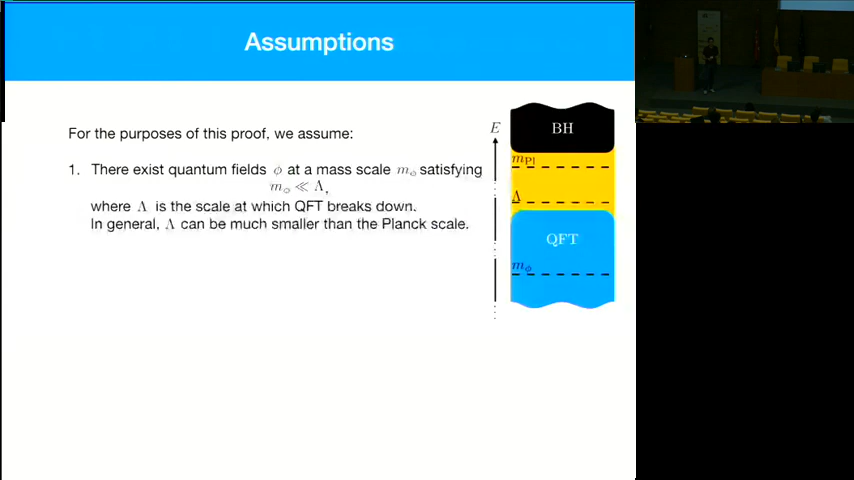 Assumptions
For the purposes of this proof, we assume:
1. There exist quantum fields ϕ at a mass scale m_ϕ satisfying
m_ϕ ≪ Λ,
where Λ is the scale at which QFT breaks down.
In general, Λ can be much smaller than the Planck scale.
E
BH
m_Pl
Λ
QFT
m_ϕ